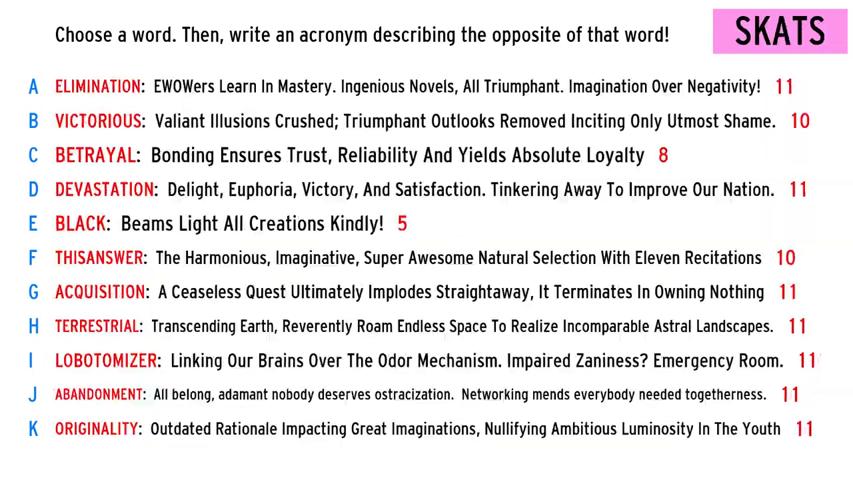 Choose a word. Then, write an acronym describing the opposite of that word!
SKATS
A ELIMINATION: EWOWers Learn In Mastery. Ingenious Novels, All Triumphant. Imagination Over Negativity! 11
B VICTORIOUS: Valiant Illusions Crushed; Triumphant Outlooks Removed Inciting Only Utmost Shame. 10
C BETRAYAL: Bonding Ensures Trust, Reliability And Yields Absolute Loyalty 8
D DEVASTATION: Delight, Euphoria, Victory, And Satisfaction. Tinkering Away To Improve Our Nation. 11
E BLACK: Beams Light All Creations Kindly! 5
F THISANSWER: The Harmonious, Imaginative, Super Awesome Natural Selection With Eleven Recitations 10
G ACQUISITION: A Ceaseless Quest Ultimately Implodes Straightaway, It Terminates In Owning Nothing 11
H TERRESTRIAL: Transcending Earth, Reverently Roam Endless Space To Realize Incomparable Astral Landscapes. 11
I LOBOTOMIZER: Linking Our Brains Over The Odor Mechanism. Impaired Zaniness? Emergency Room. 11
J ABANDONMENT: All belong, adamant nobody deserves ostracization. Networking mends everybody needed togetherness. 11
K ORIGINALITY: Outdated Rationale Impacting Great Imaginations, Nullifying Ambitious Luminosity In The Youth 11